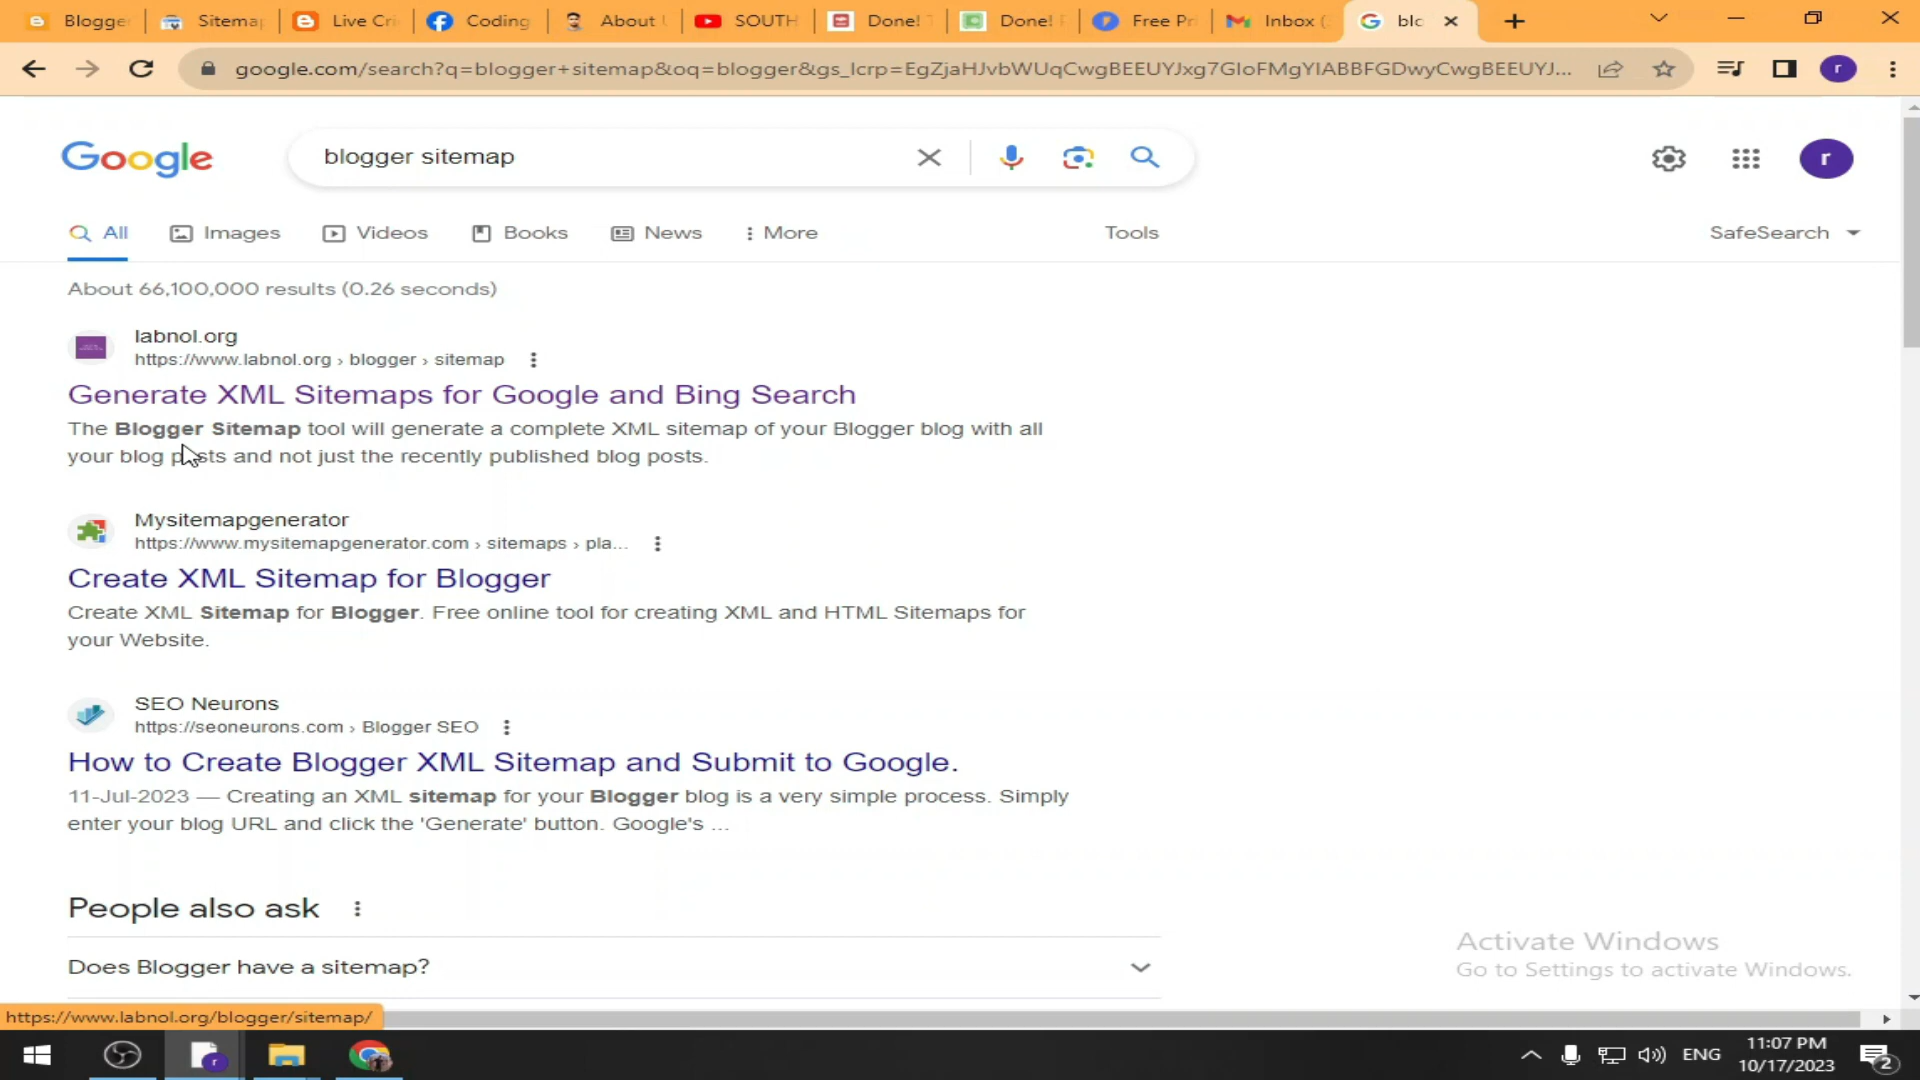 Blogger
Sitemap
Live Cri
Coding
About U
SOUTH
Done!
Done!
Free Pri
Inbox (
blo
google.com/search?q=blogger+sitemap&oq=blogger&gs_lcrp=EgZjaHJvbWUqCwgBEEUYJxg7GIoFMgYIABBFGDwyCwgBEEUYJ...
r
Google
blogger sitemap
r
All
Images
Videos
Books
News
More
Tools
SafeSearch
About 66,100,000 results (0.26 seconds)
labnol.org
https://www.labnol.org › blogger › sitemap
Generate XML Sitemaps for Google and Bing Search
The Blogger Sitemap tool will generate a complete XML sitemap of your Blogger blog with all
your blog posts and not just the recently published blog posts.
Mysitemapgenerator
https://www.mysitemapgenerator.com › sitemaps › pla...
Create XML Sitemap for Blogger
Create XML Sitemap for Blogger. Free online tool for creating XML and HTML Sitemaps for
your Website.
SEO Neurons
https://seoneurons.com › Blogger SEO
How to Create Blogger XML Sitemap and Submit to Google.
11-Jul-2023 — Creating an XML sitemap for your Blogger blog is a very simple process. Simply
enter your blog URL and click the 'Generate' button. Google's ...
People also ask
Does Blogger have a sitemap?
Activate Windows
Go to Settings to activate Windows.
https://www.labnol.org/blogger/sitemap/
ENG
11:07 PM
10/17/2023
2